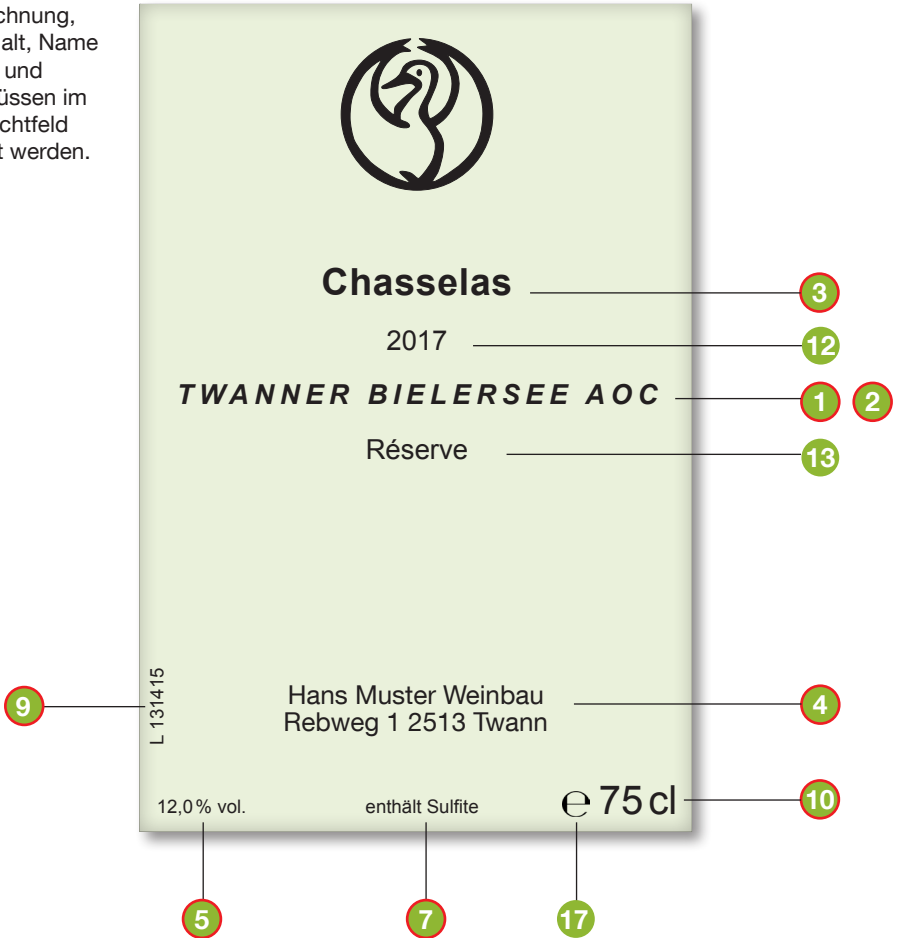 chnung,
alt, Name
und
üssen im
chtfeld
t werden.
Chasselas
3
2017
12
TWANNER BIELERSEE AOC
1 2
Réserve
13
9
L 131415
Hans Muster Weinbau
Rebweg 1 2513 Twann
4
12,0 % vol.
enthält Sulfite
℮ 75 cl
10
5
7
17